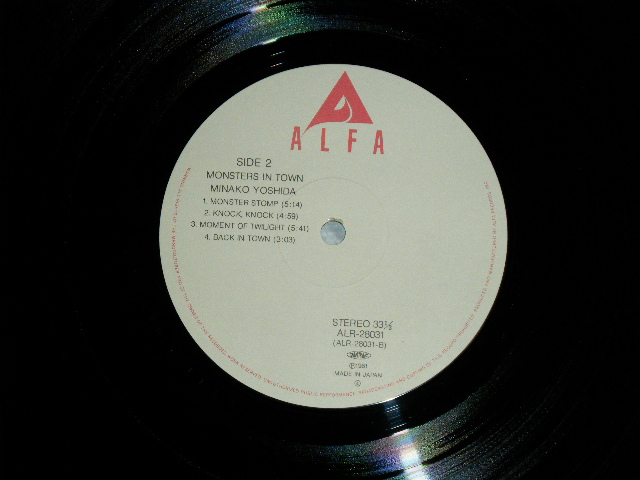 ALFA
SIDE 2
MONSTERS IN TOWN
MINAKO YOSHIDA
1. MONSTER STOMP (5:14)
2. KNOCK, KNOCK (4:59)
3. MOMENT OF TWILIGHT (5:41)
4. BACK IN TOWN (3:03)
STEREO 33⅓
ALR-28031
(ALR-28031-B)
Ⓟ1981
MADE IN JAPAN